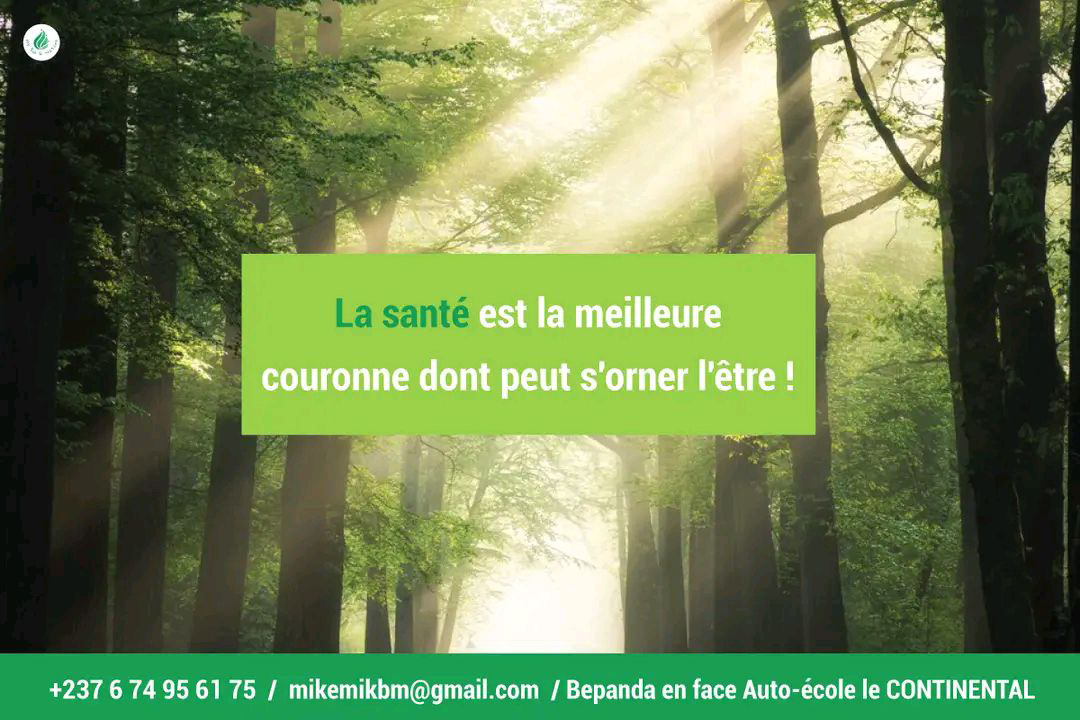 La santé est la meilleure
couronne dont peut s'orner l'être !
+237 6 74 95 61 75 / mikemikbm@gmail.com / Bepanda en face Auto-école le CONTINENTAL